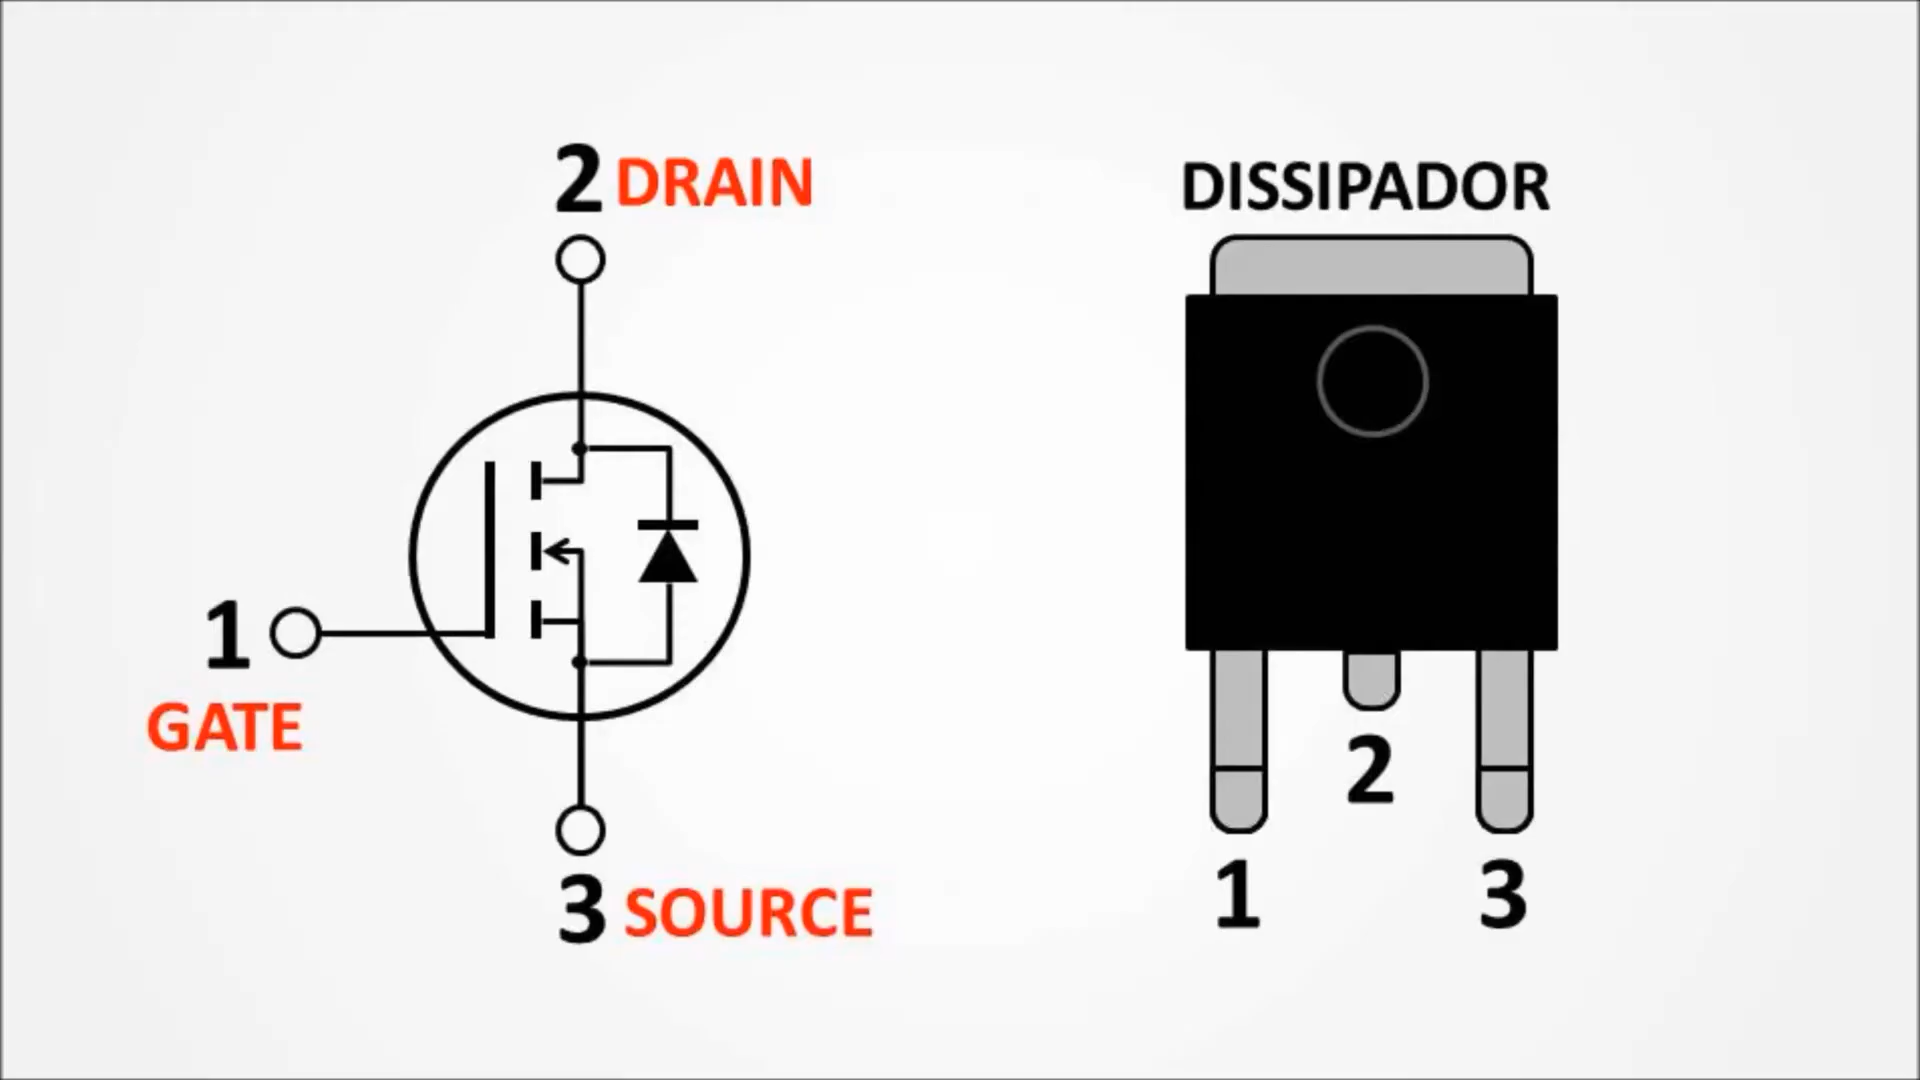 2 DRAIN
1
GATE
3 SOURCE
DISSIPADOR
2
1
3